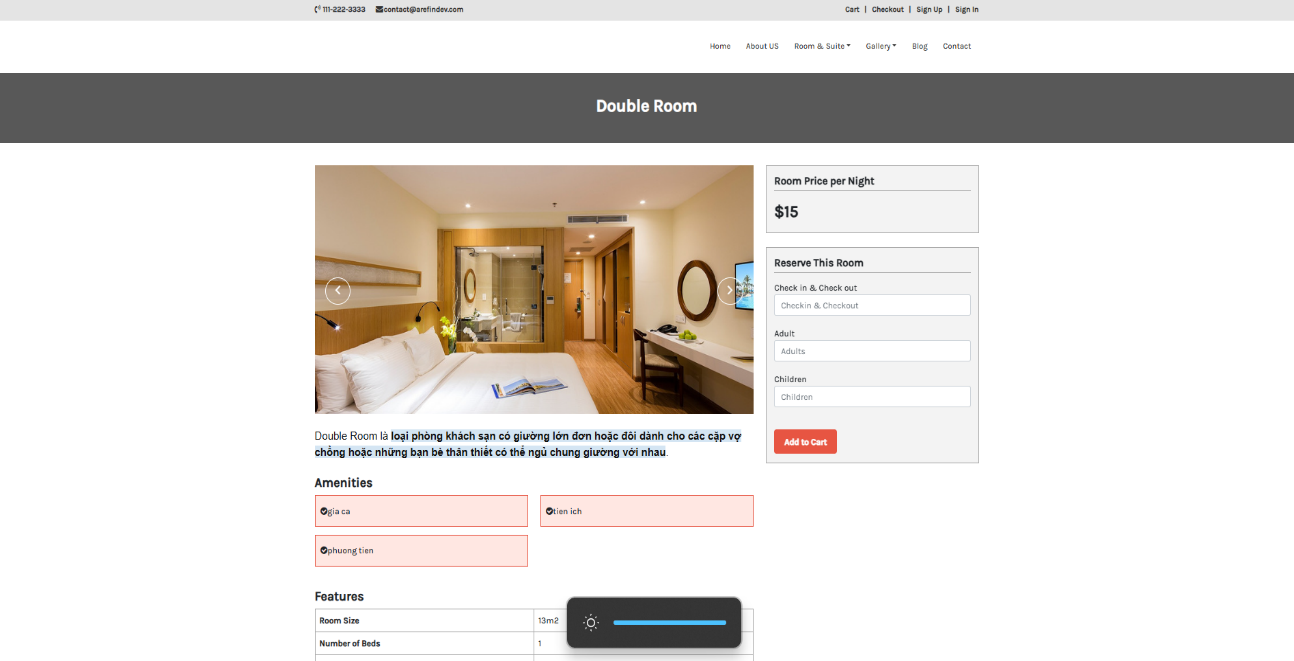 111-222-3333 contact@arefindev.com
Cart | Checkout | Sign Up | Sign In
Home About US Room & Suite Gallery Blog Contact
Double Room
Room Price per Night
$15
Reserve This Room
Check in & Check out
Checkin & Checkout
Adult
Adults
Children
Children
Add to Cart
Double Room là loại phòng khách sạn có giường lớn đơn hoặc đôi dành cho các cặp vợ
chồng hoặc những bạn bè thân thiết có thể ngủ chung giường với nhau.
Amenities
gia ca tien ich
phuong tien
Features
Room Size 13m2
Number of Beds 1